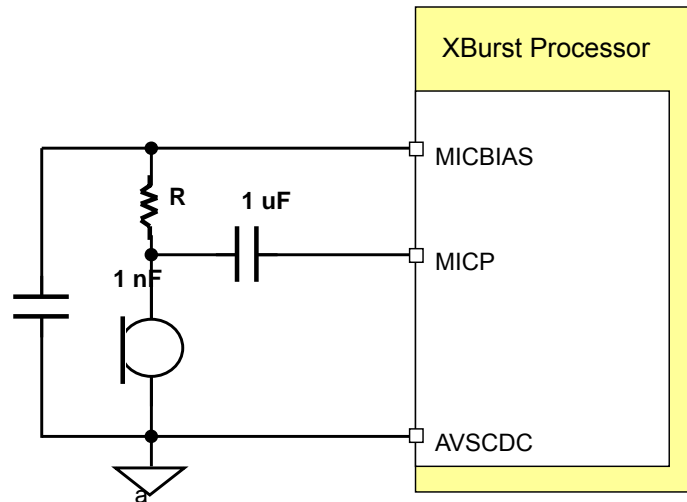 XBurst Processor
MICBIAS
R
1 uF
MICP
1 nF
AVSCDC
a